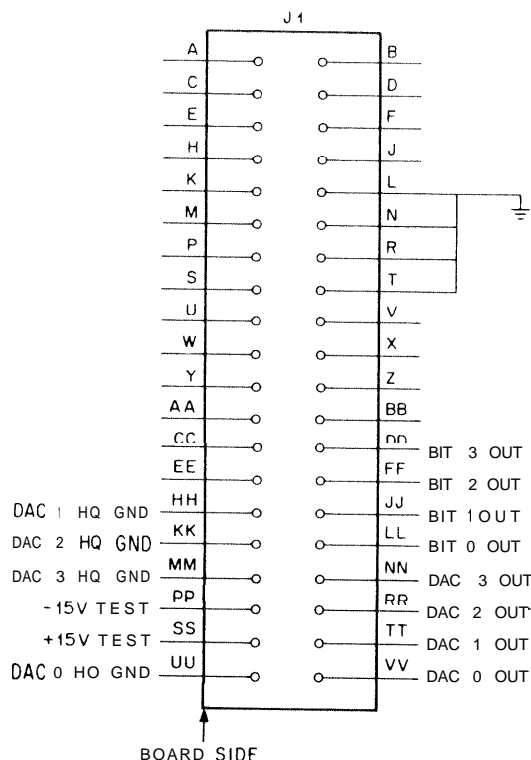 J1
A B
C D
E F
H J
K L
M N
P R
S T
U V
W X
Y Z
AA BB
CC DD BIT 3 OUT
EE FF BIT 2 OUT
DAC 1 HQ GND HH JJ BIT 1OUT
DAC 2 HQ GND KK LL BIT 0 OUT
DAC 3 HQ GND MM NN DAC 3 OUT
-15V TEST PP RR DAC 2 OUT
+15V TEST SS TT DAC 1 OUT
DAC 0 HO GND UU VV DAC 0 OUT
BOARD SIDE